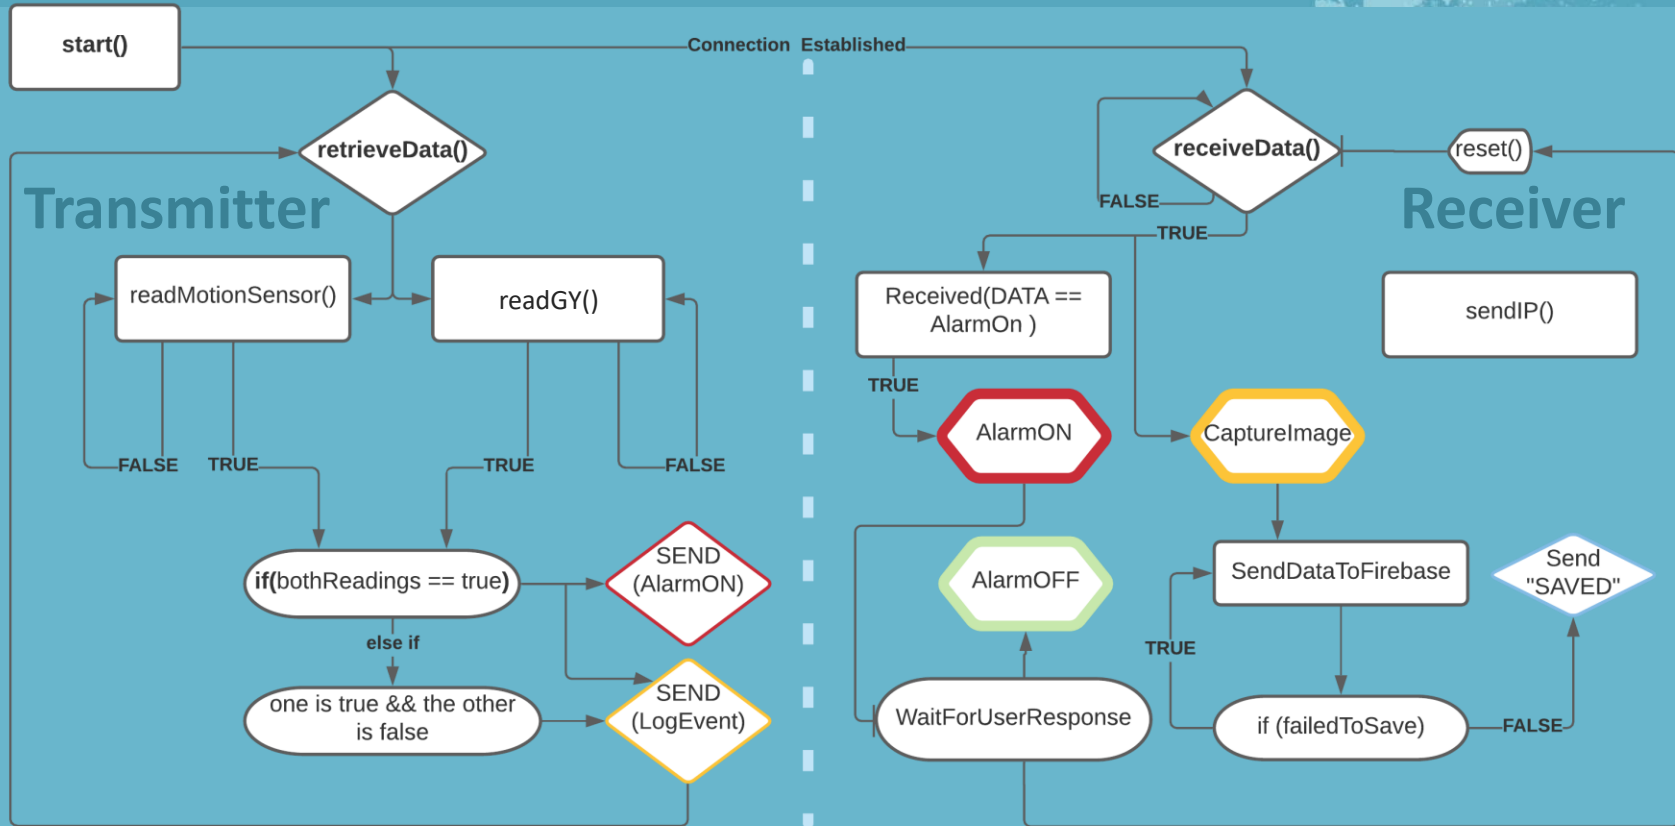 start()
Connection Established
retrieveData()
receiveData()
reset()
Transmitter
Receiver
FALSE
TRUE
readMotionSensor()
readGY()
Received(DATA ==
AlarmOn )
sendIP()
TRUE
FALSE
TRUE
TRUE
FALSE
AlarmON
CaptureImage
SEND
(AlarmON)
if(bothReadings == true)
AlarmOFF
SendDataToFirebase
Send
"SAVED"
else if
TRUE
one is true && the other
is false
SEND
(LogEvent)
WaitForUserResponse
if (failedToSave)
FALSE